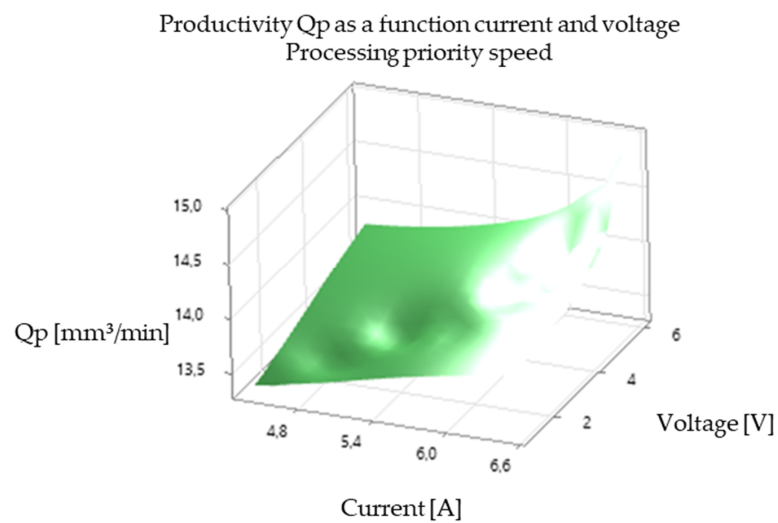 Productivity Qp as a function current and voltage
Processing priority speed
15,0
14,5
14,0
13,5
Qp [mm³/min]
6
4
2
Voltage [V]
4,8
5,4
6,0
6,6
Current [A]